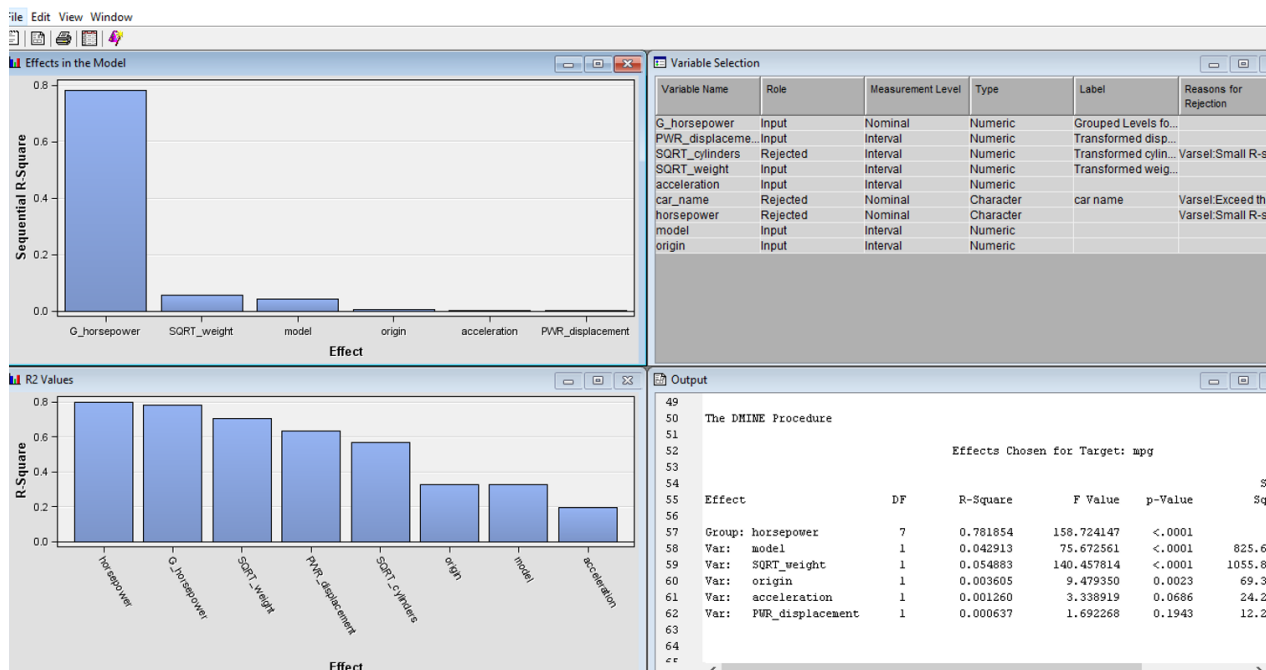 File Edit View Window
Effects in the Model
0.8
0.6
0.4
0.2
0.0
Sequential R-Square
G_horsepower SQRT_weight model origin acceleration PWR_displacement
Effect
Variable Selection
Variable Name Role Measurement Level Type Label Reasons for Rejection
G_horsepower Input Nominal Numeric Grouped Levels fo...
PWR_displaceme... Input Interval Numeric Transformed disp...
SQRT_cylinders Rejected Interval Numeric Transformed cylin... Varsel:Small R-s
SQRT_weight Input Interval Numeric Transformed weig...
acceleration Input Interval Numeric
car_name Rejected Nominal Character car name Varsel:Exceed th
horsepower Rejected Nominal Character Varsel:Small R-s
model Input Interval Numeric
origin Input Interval Numeric
R2 Values
0.8
0.6
0.4
0.2
0.0
R-Square
horsepower G_horsepower SQRT_weight PWR_displacement SQRT_cylinders origin model acceleration
Effect
Output
49
50 The DMINE Procedure
51
52 Effects Chosen for Target: mpg
53
54 S
55 Effect DF R-Square F Value p-Value Sq
56
57 Group: horsepower 7 0.781854 158.724147 <.0001
58 Var: model 1 0.042913 75.672561 <.0001 825.6
59 Var: SQRT_weight 1 0.054883 140.457814 <.0001 1055.8
60 Var: origin 1 0.003605 9.479350 0.0023 69.3
61 Var: acceleration 1 0.001260 3.338919 0.0686 24.2
62 Var: PWR_displacement 1 0.000637 1.692268 0.1943 12.2
63
64